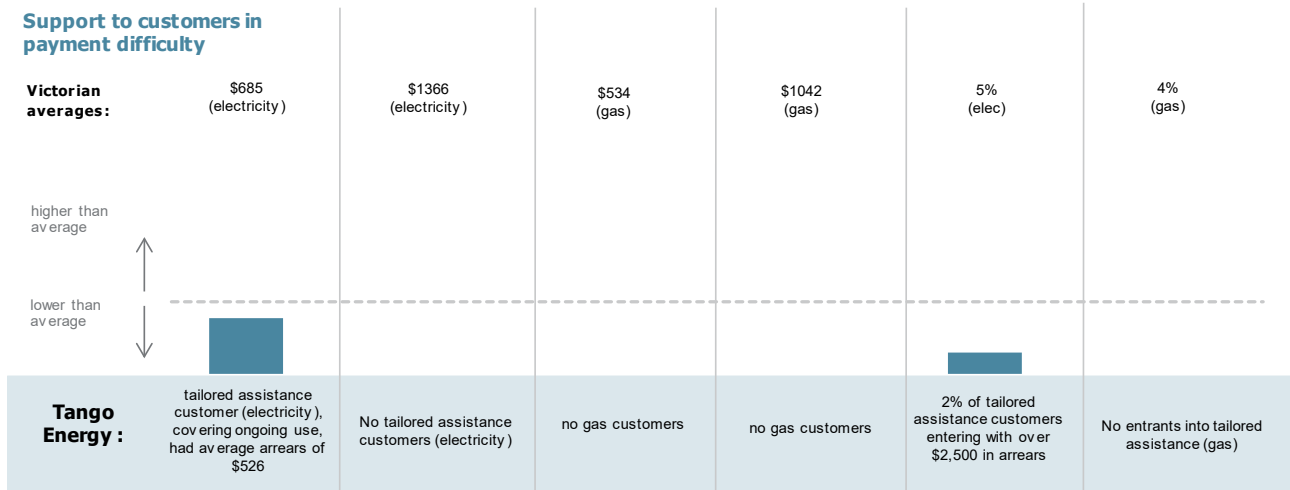 Support to customers in
payment difficulty
Victorian
averages:
$685
(electricity)
$1366
(electricity)
$534
(gas)
$1042
(gas)
5%
(elec)
4%
(gas)
higher than
average
lower than
average
Tango
Energy :
tailored assistance
customer (electricity),
covering ongoing use,
had average arrears of
$526
No tailored assistance
customers (electricity)
no gas customers
no gas customers
2% of tailored
assistance customers
entering with over
$2,500 in arrears
No entrants into tailored
assistance (gas)